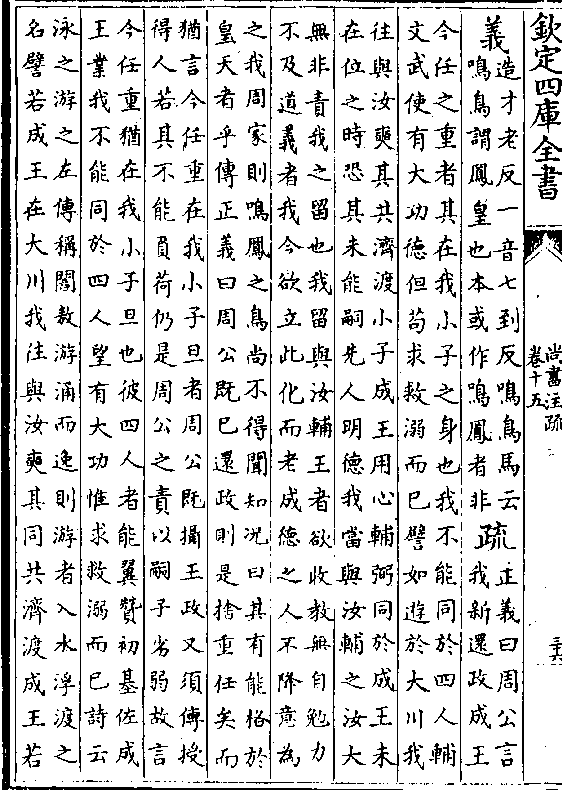 欽定四庫全書
尚書注疏
卷十五
義
造才老反一音七到反鳴鳥馬云
鳴鳥謂鳳皇也本或作鳴鳳者非
疏
正義曰周公言
我新還政成王
今任之重者其在我小子之身也我不能同於四人輔
文武使有大功德但苟求救溺而已譬如遊於大川我
往與汝奭其共濟渡小子成王用心輔弼同於成王未
在位之時恐其未能嗣先人明德我當與汝輔之汝大
無非責我之留也我留與汝輔王者欲收教無自勉力
不及道義者我今欲立此化而老成德之人不降意為
之我周家則鳴鳳之鳥尚不得聞知况曰其有能格於
皇天者乎傳正義曰周公既已還政則是捨重任矣而
猶言今任重在我小子旦者周公既攝王政又須傳授
得人若其不能負荷仍是周公之責以嗣子劣弱故言
今任重猶在我小子旦也彼四人者能翼贊初基佐成
王業我不能同於四人望有大功惟求救溺而已詩云
泳之游之左傳稱閻敖游涌而逸則游者入水浮渡之
名譬若成王在大川我往與汝奭其同共濟渡成王若